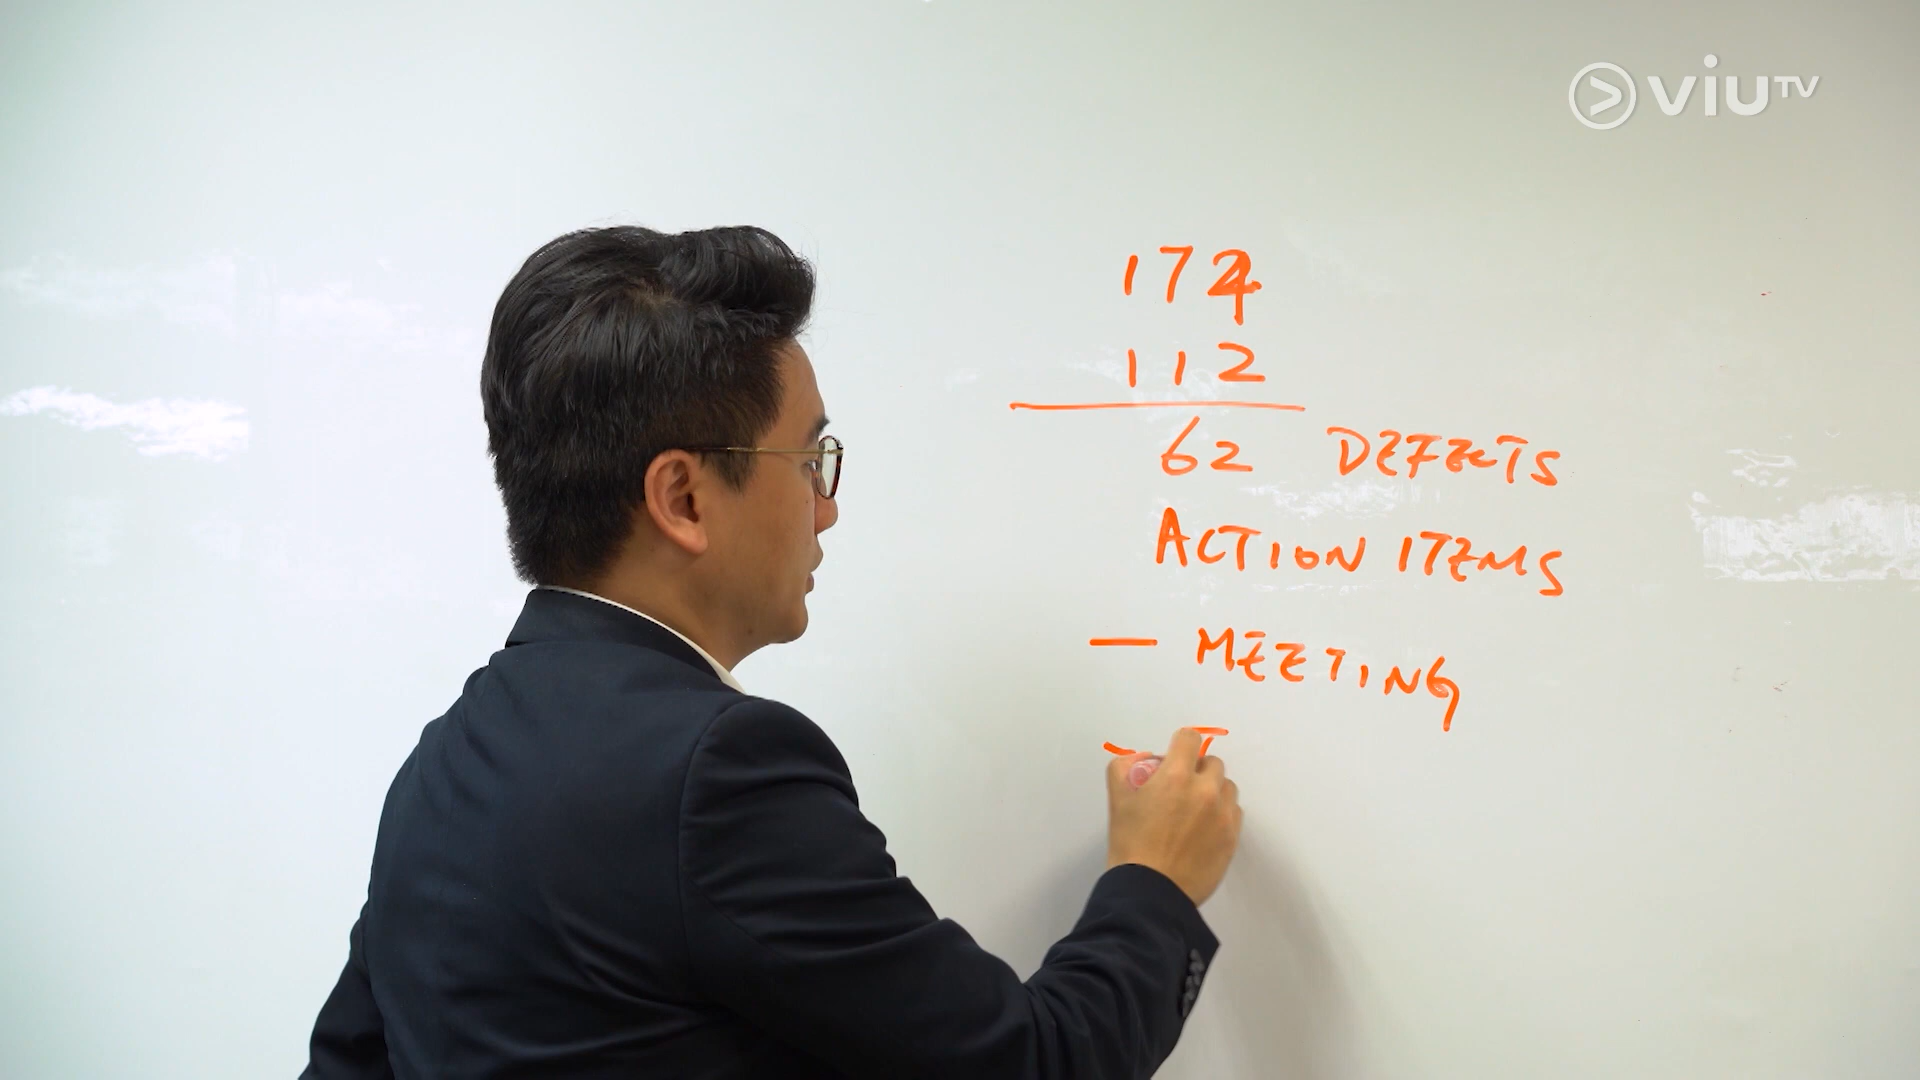 viuTV
174
112
62 DEFECTS
ACTION ITEMS
— MEETING